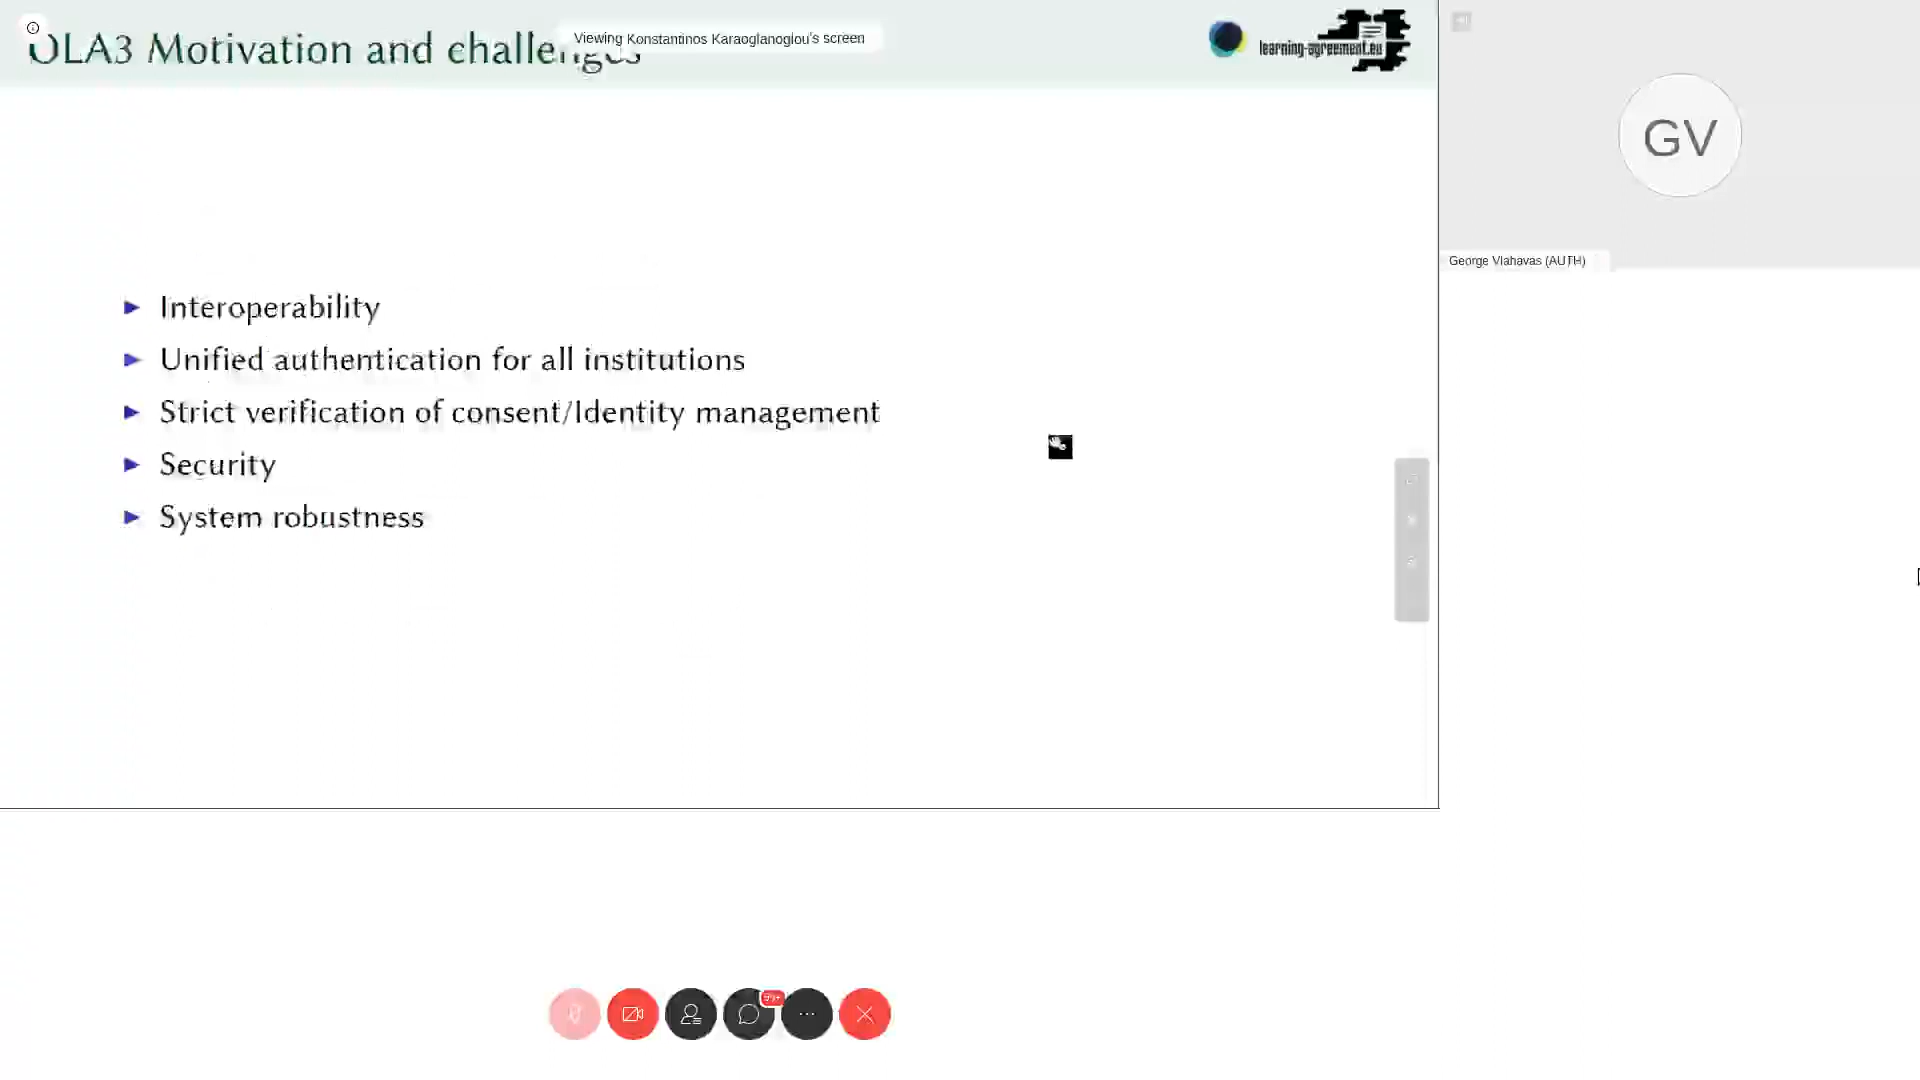 OLA3 Motivation and challenges
Viewing Konstantinos Karaoglanoglou's screen
learning-agreement.eu
GV
George Vlahavas (AUTH)
Interoperability
Unified authentication for all institutions
Strict verification of consent/Identity management
Security
System robustness
99+